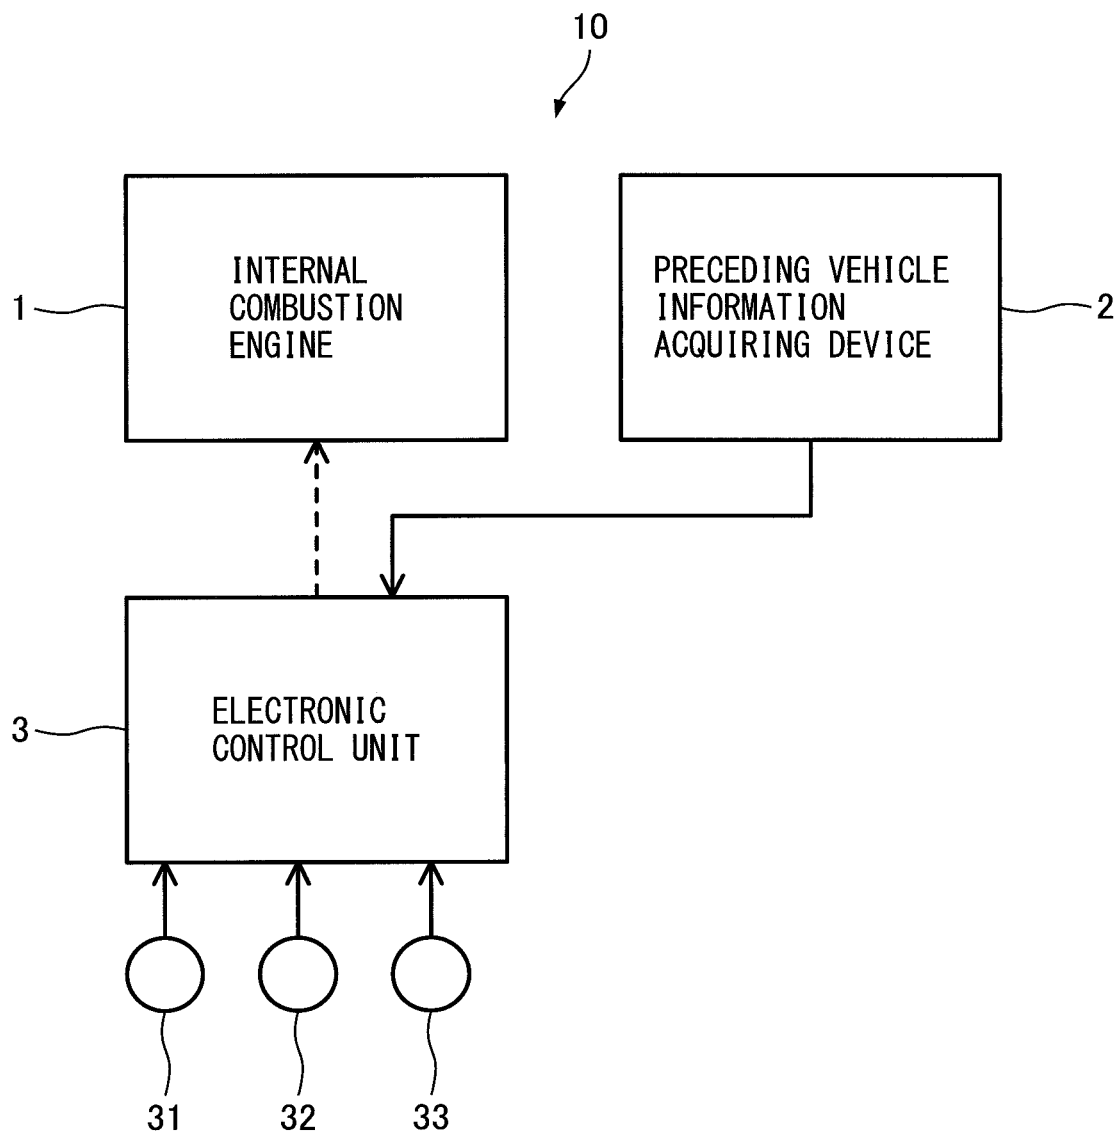 10
INTERNAL
COMBUSTION
ENGINE
1
PRECEDING VEHICLE
INFORMATION
ACQUIRING DEVICE
2
ELECTRONIC
CONTROL UNIT
3
31
32
33